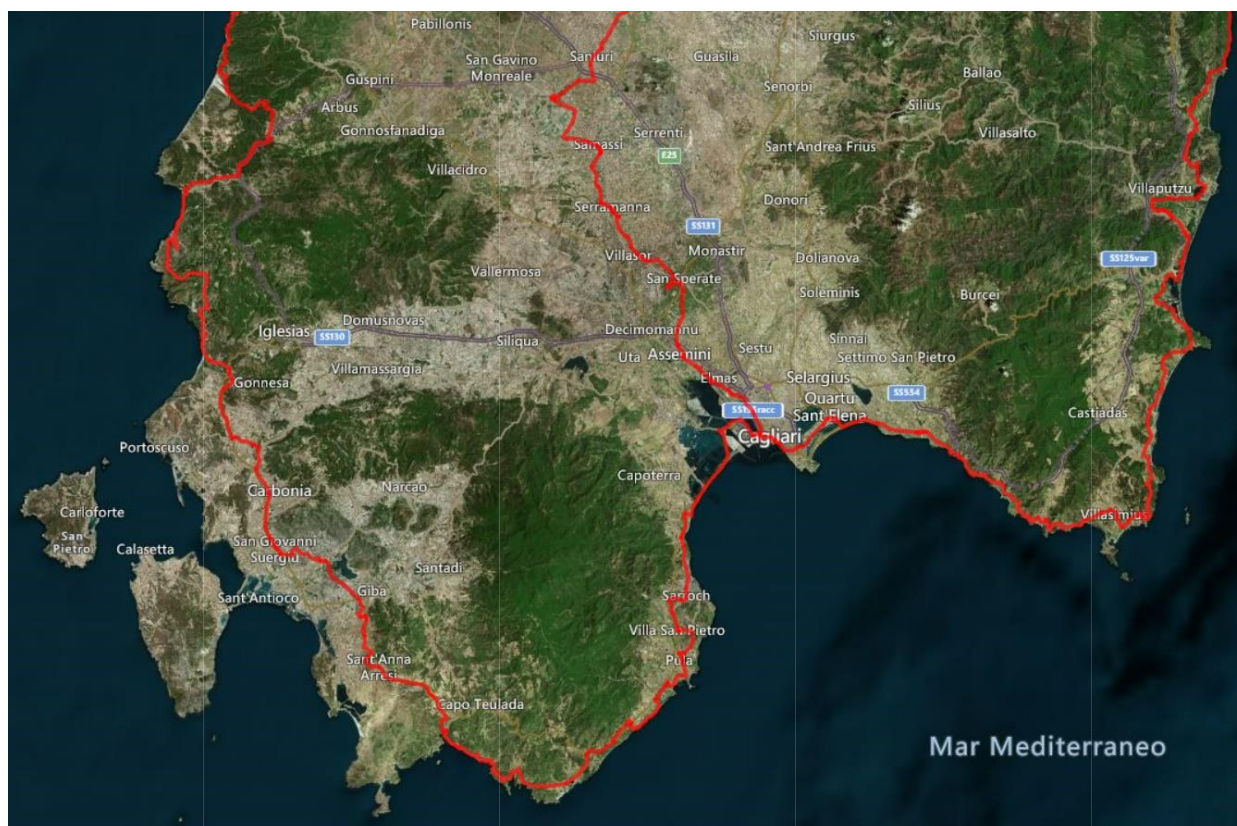 Pabillonis
Siurgus
San Gavino
Monreale
Sanluri
Guasila
Guspini
Ballao
Senorbi
Arbus
Silius
Gonnosfanadiga
Serrenti
Villasalto
Samassi
Sant'Andrea Frius
E25
Villacidro
Villaputzu
Donori
Serramanna
SS131
Monastir
Villasor
Dolianova
SS125var
Vallermosa
San Sperate
Soleminis
Burcei
Domusnovas
Iglesias
SS130
Decimomannu
Siliqua
Sinnai
Sestu
Uta
Assemini
Settimo San Pietro
Villamassargia
Elmas
Selargius
Gonnesa
SS554
Quartu
Sant'Elena
Castiadas
Cagliari
Portoscuso
Capoterra
Carbonia
Narcao
Carloforte
San
Pietro
Villasimius
San Giovanni
Suergiu
Calasetta
Santadi
Giba
Sant'Antioco
Sarroch
Villa San Pietro
Sant'Anna
Arresi
Pula
Capo Teulada
Mar Mediterraneo